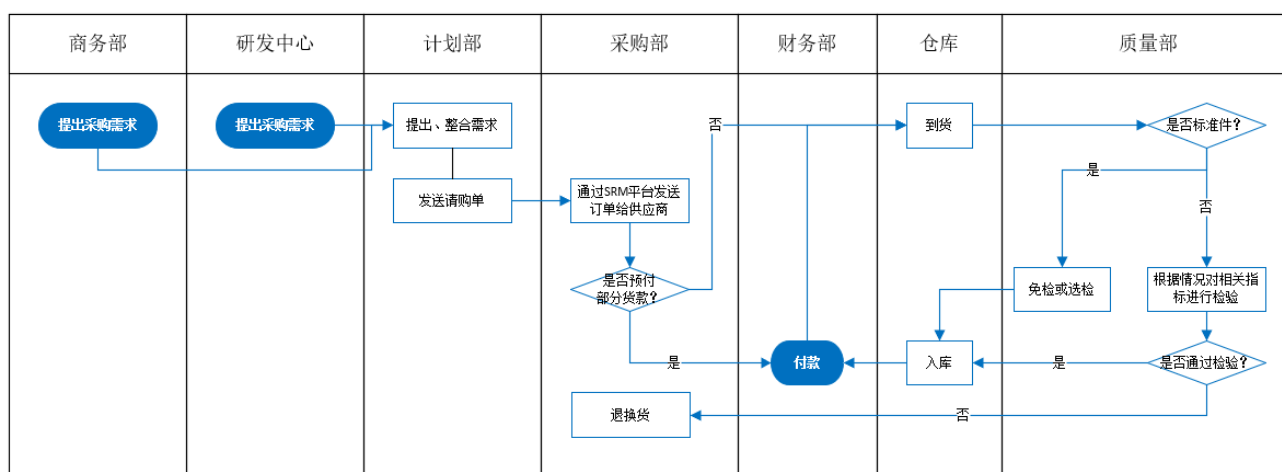 商务部
研发中心
计划部
采购部
财务部
仓库
质量部
提出采购需求
提出采购需求
提出、整合需求
否
到货
是否标准件？
发送请购单
通过SRM平台发送
订单给供应商
是
否
是否预付
部分货款？
免检或选检
根据情况对相关指
标进行检验
是
付款
入库
是
是否通过检验？
退换货
否